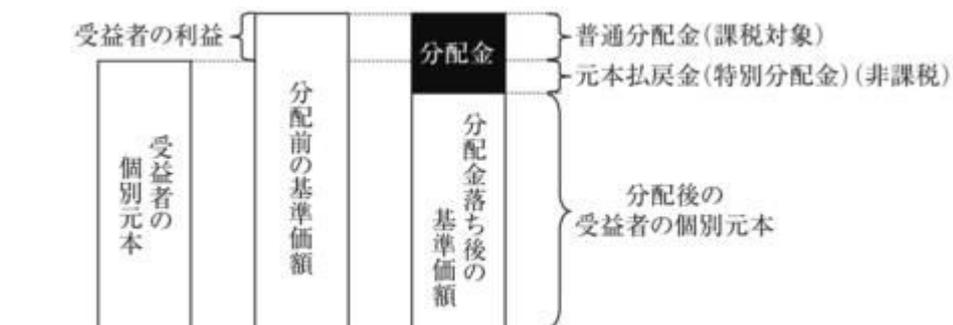 受益者の利益
分配金
普通分配金(課税対象)
元本払戻金(特別分配金)(非課税)
受益者の
個別元本
分配前の基準価額
分配金落ち後の
基準価額
分配後の
受益者の個別元本